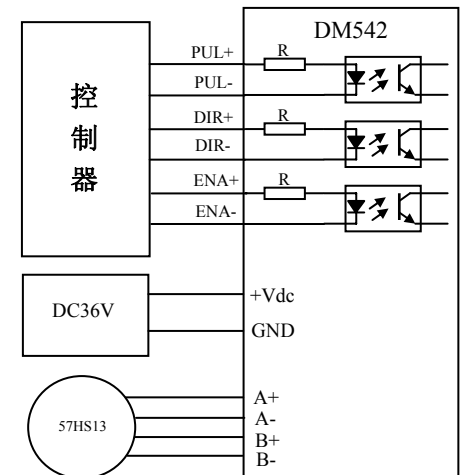 DM542
PUL+
R
PUL-
DIR+
R
DIR-
ENA+
R
ENA-
控
制
器
DC36V
+Vdc
GND
57HS13
A+
A-
B+
B-